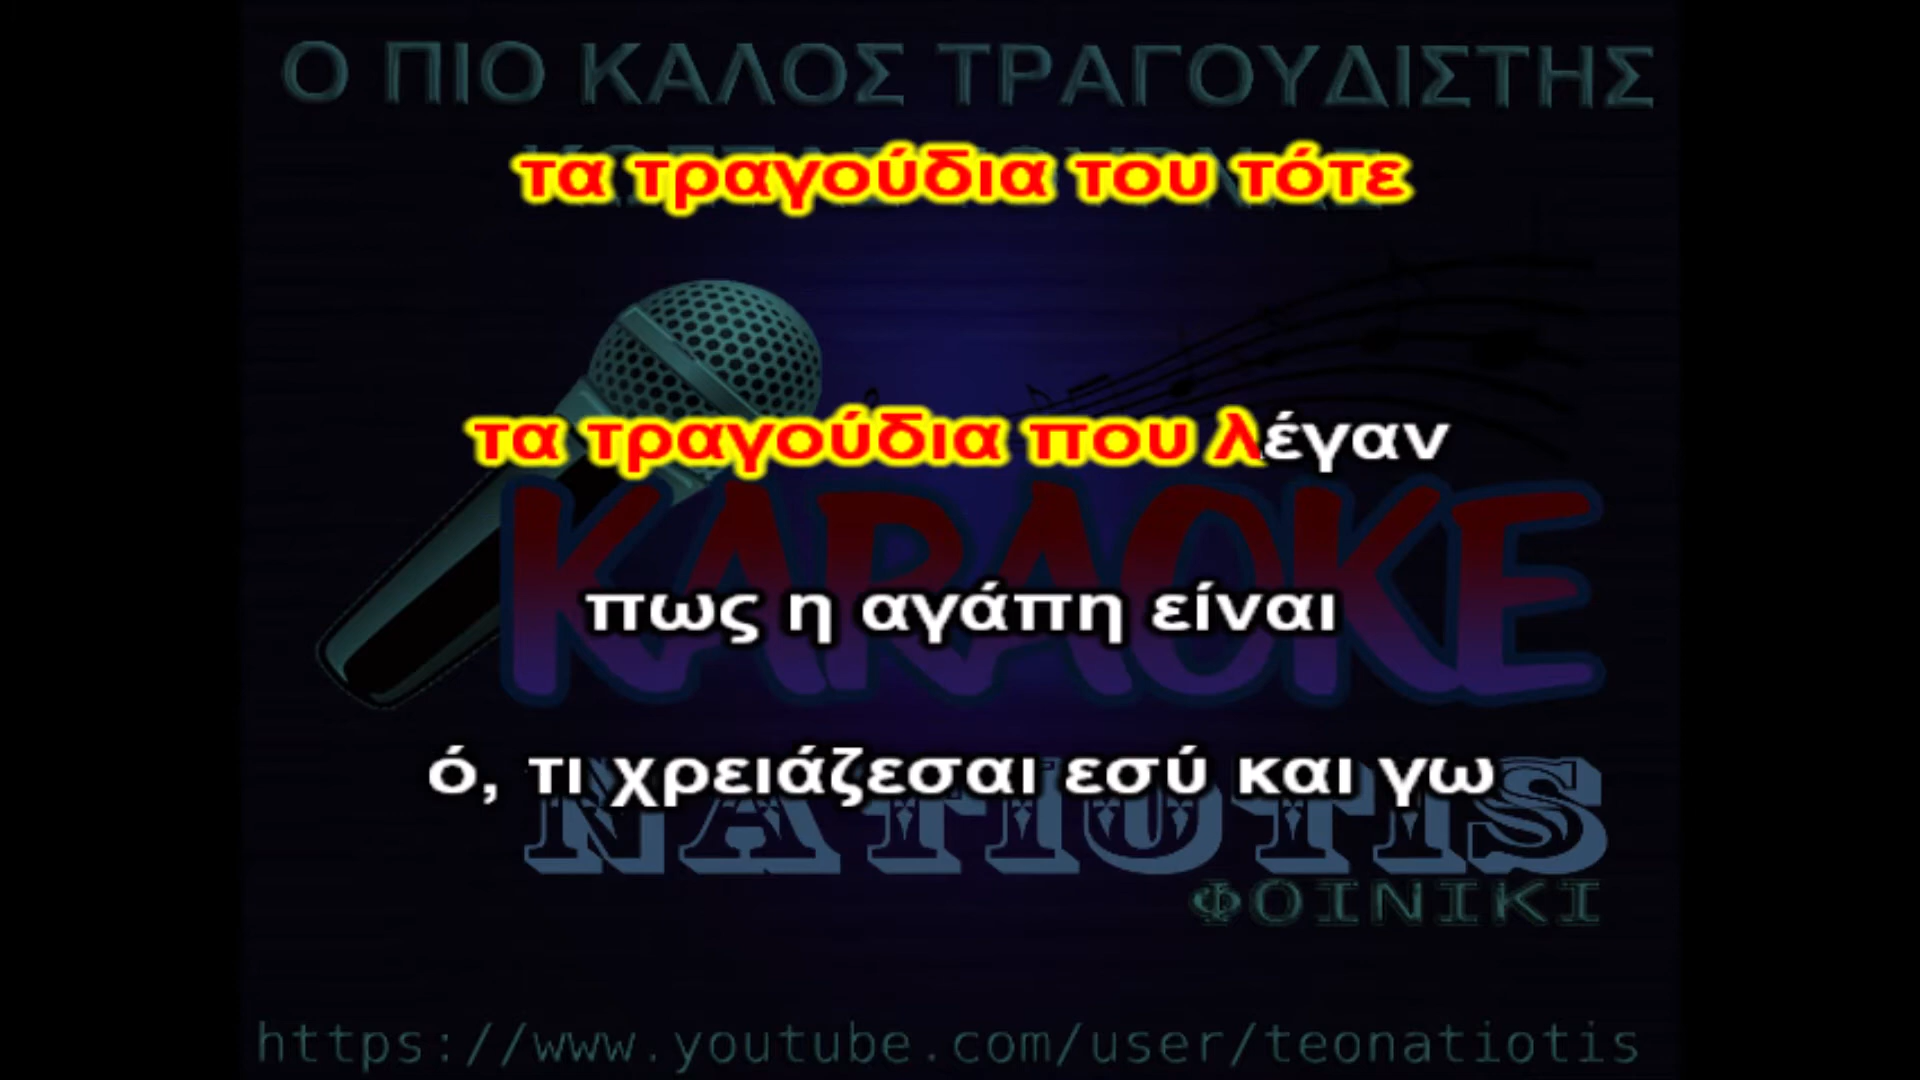 Ο ΠΙΟ ΚΑΛΟΣ ΤΡΑΓΟΥΔΙΣΤΗΣ
τα τραγούδια του τότε
τα τραγούδια που λέγαν
KARAOKE
πως η αγάπη είναι
ό, τι χρειάζεσαι εσύ και γω
NATIOTIS
ΦΟΙΝΙΚΙ
https://www.youtube.com/user/teonatiotis